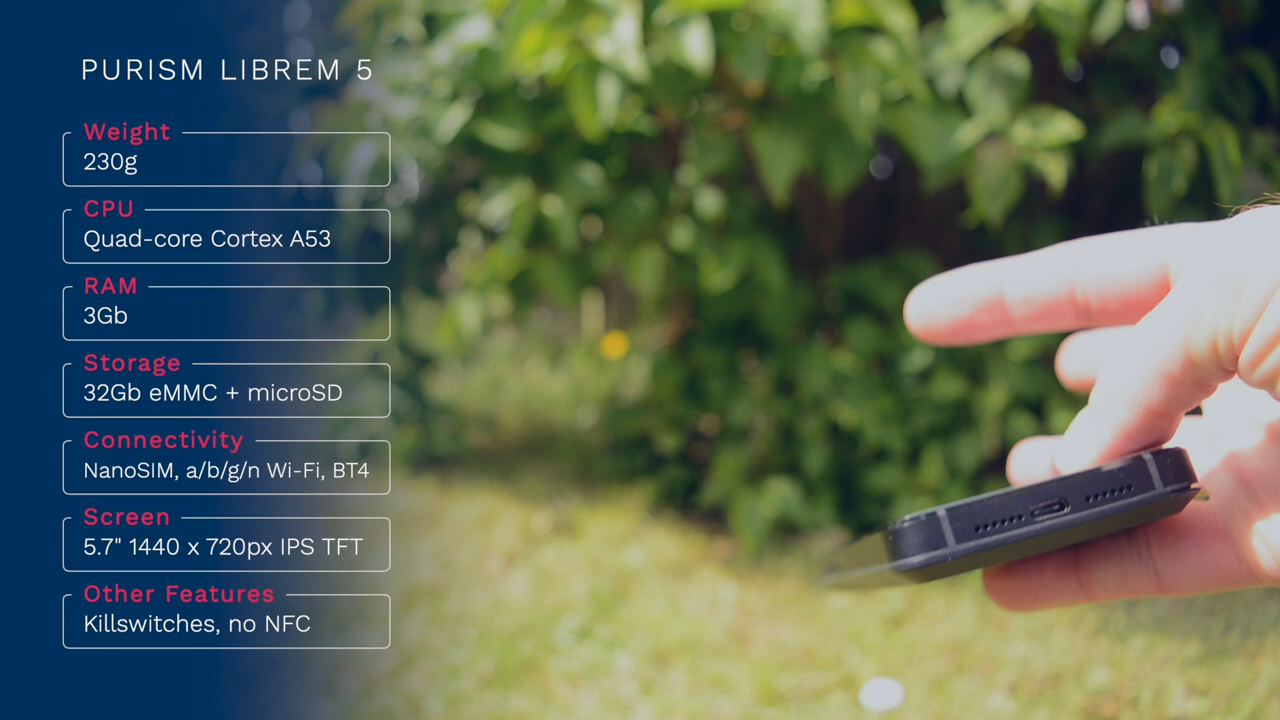 PURISM LIBREM 5
Weight
230g
CPU
Quad-core Cortex A53
RAM
3Gb
Storage
32Gb eMMC + microSD
Connectivity
NanoSIM, a/b/g/n Wi-Fi, BT4
Screen
5.7" 1440 x 720px IPS TFT
Other Features
Killswitches, no NFC